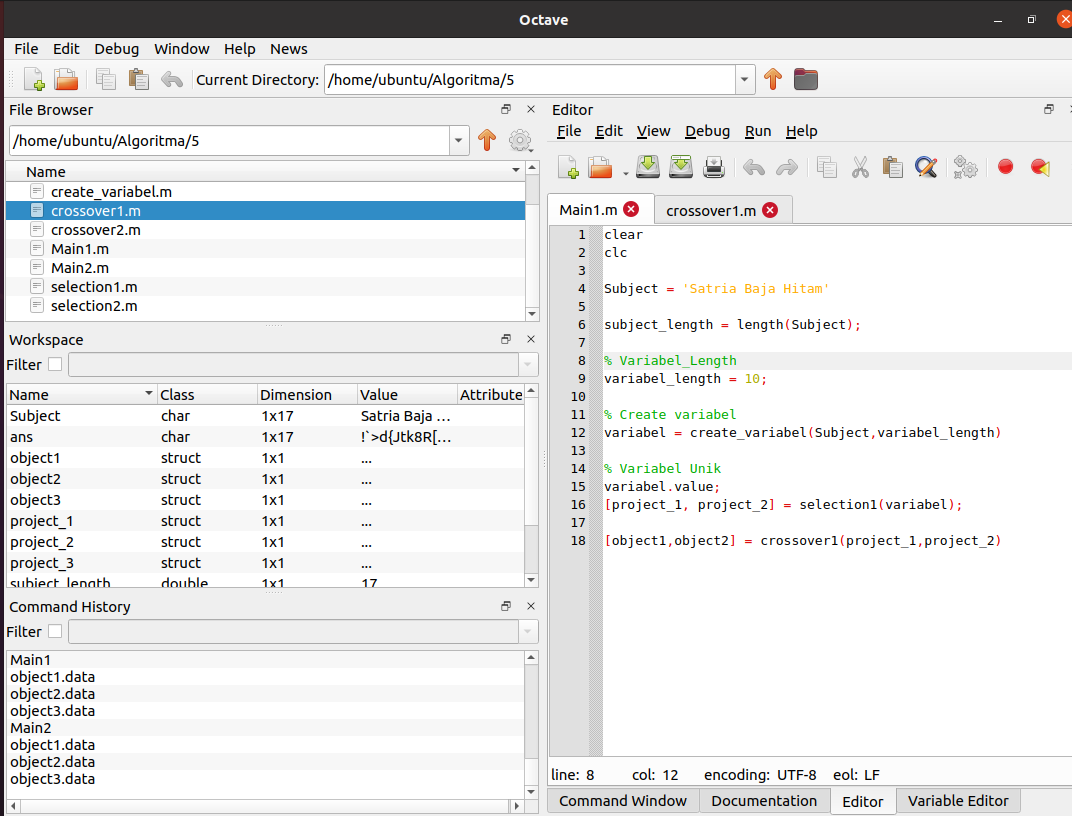 Octave
File Edit Debug Window Help News
Current Directory: /home/ubuntu/Algoritma/5
File Browser
/home/ubuntu/Algoritma/5
Name
create_variabel.m
crossover1.m
crossover2.m
Main1.m
Main2.m
selection1.m
selection2.m
Workspace
Filter
Name Class Dimension Value Attribute
Subject char 1x17 Satria Baja ...
ans char 1x17 !`>d{Jtk8R[...
object1 struct 1x1 ...
object2 struct 1x1 ...
object3 struct 1x1 ...
project_1 struct 1x1 ...
project_2 struct 1x1 ...
project_3 struct 1x1 ...
subject_length double 1x1 17
Command History
Filter
Main1
object1.data
object2.data
object3.data
Main2
object1.data
object2.data
object3.data
Editor
File Edit View Debug Run Help
Main1.m crossover1.m
1 clear
2 clc
3
4 Subject = 'Satria Baja Hitam'
5
6 subject_length = length(Subject);
7
8 % Variabel_Length
9 variabel_length = 10;
10
11 % Create variabel
12 variabel = create_variabel(Subject,variabel_length)
13
14 % Variabel Unik
15 variabel.value;
16 [project_1, project_2] = selection1(variabel);
17
18 [object1,object2] = crossover1(project_1,project_2)
line: 8 col: 12 encoding: UTF-8 eol: LF
Command Window Documentation Editor Variable Editor